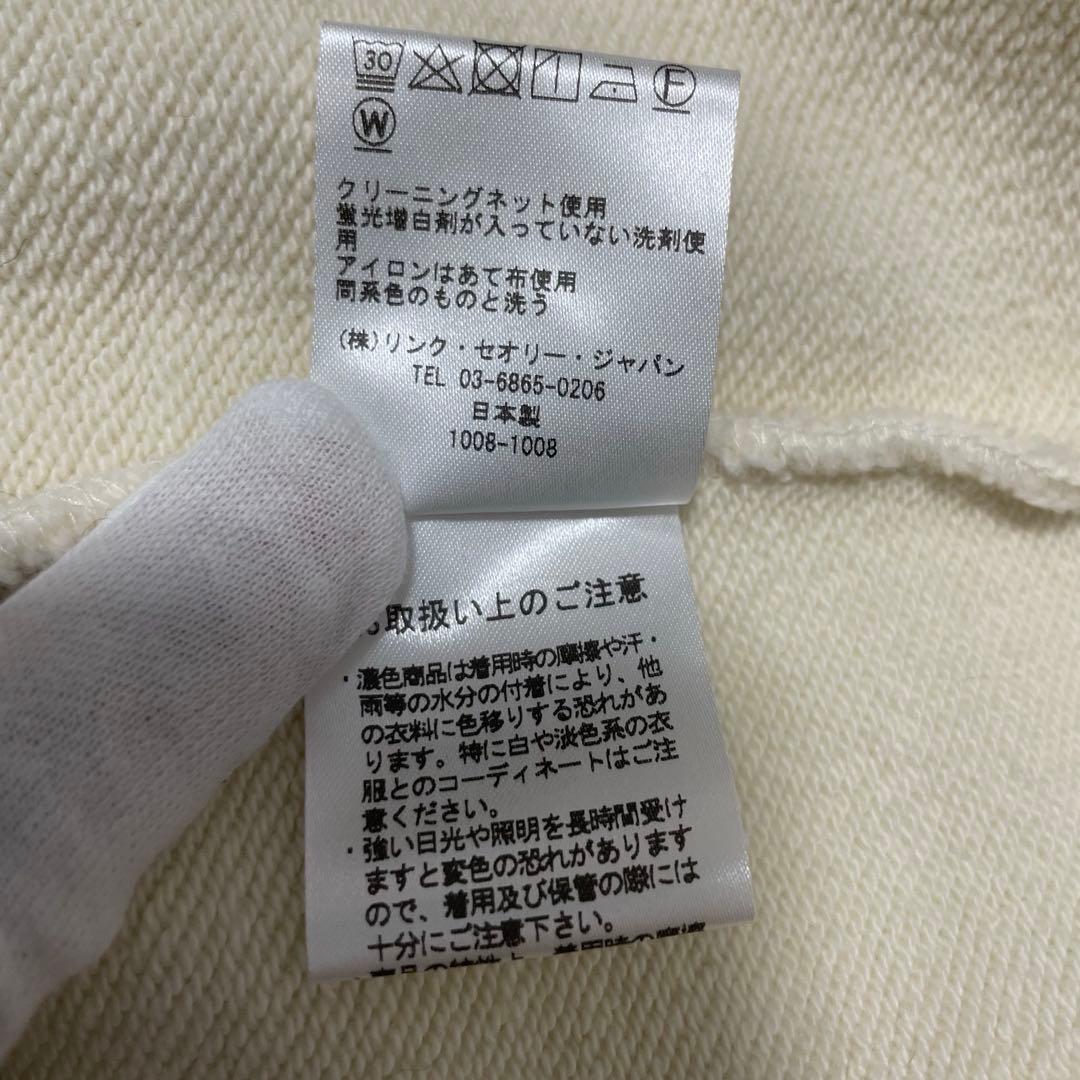 30
F
W
クリーニングネット使用
蛍光増白剤が入っていない洗剤使
用
アイロンはあて布使用
同系色のものと洗う
(株)リンク・セオリー・ジャパン
TEL 03-6865-0206
日本製
1008-1008
取扱い上のご注意
・濃色商品は着用時の摩擦や汗・
雨等の水分の付着により、他
の衣料に色移りする恐れがあ
ります。特に白や淡色系の衣
服とのコーディネートはご注
意ください。
・強い日光や照明を長時間受け
ますと変色の恐れがあります
ので、着用及び保管の際には
十分にご注意下さい。